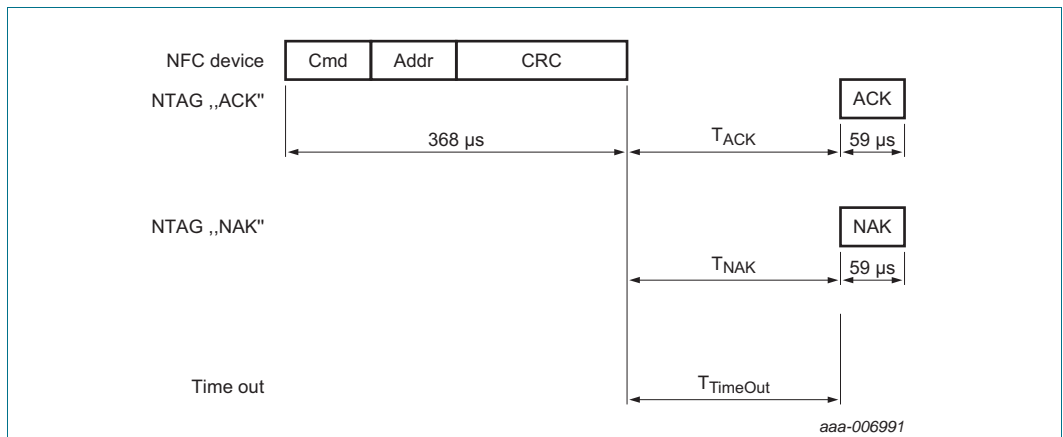 NFC device Cmd Addr CRC
NTAG ,,ACK" ACK
368 µs TACK 59 µs
NTAG ,,NAK" NAK
TNAK 59 µs
Time out TTimeOut
aaa-006991